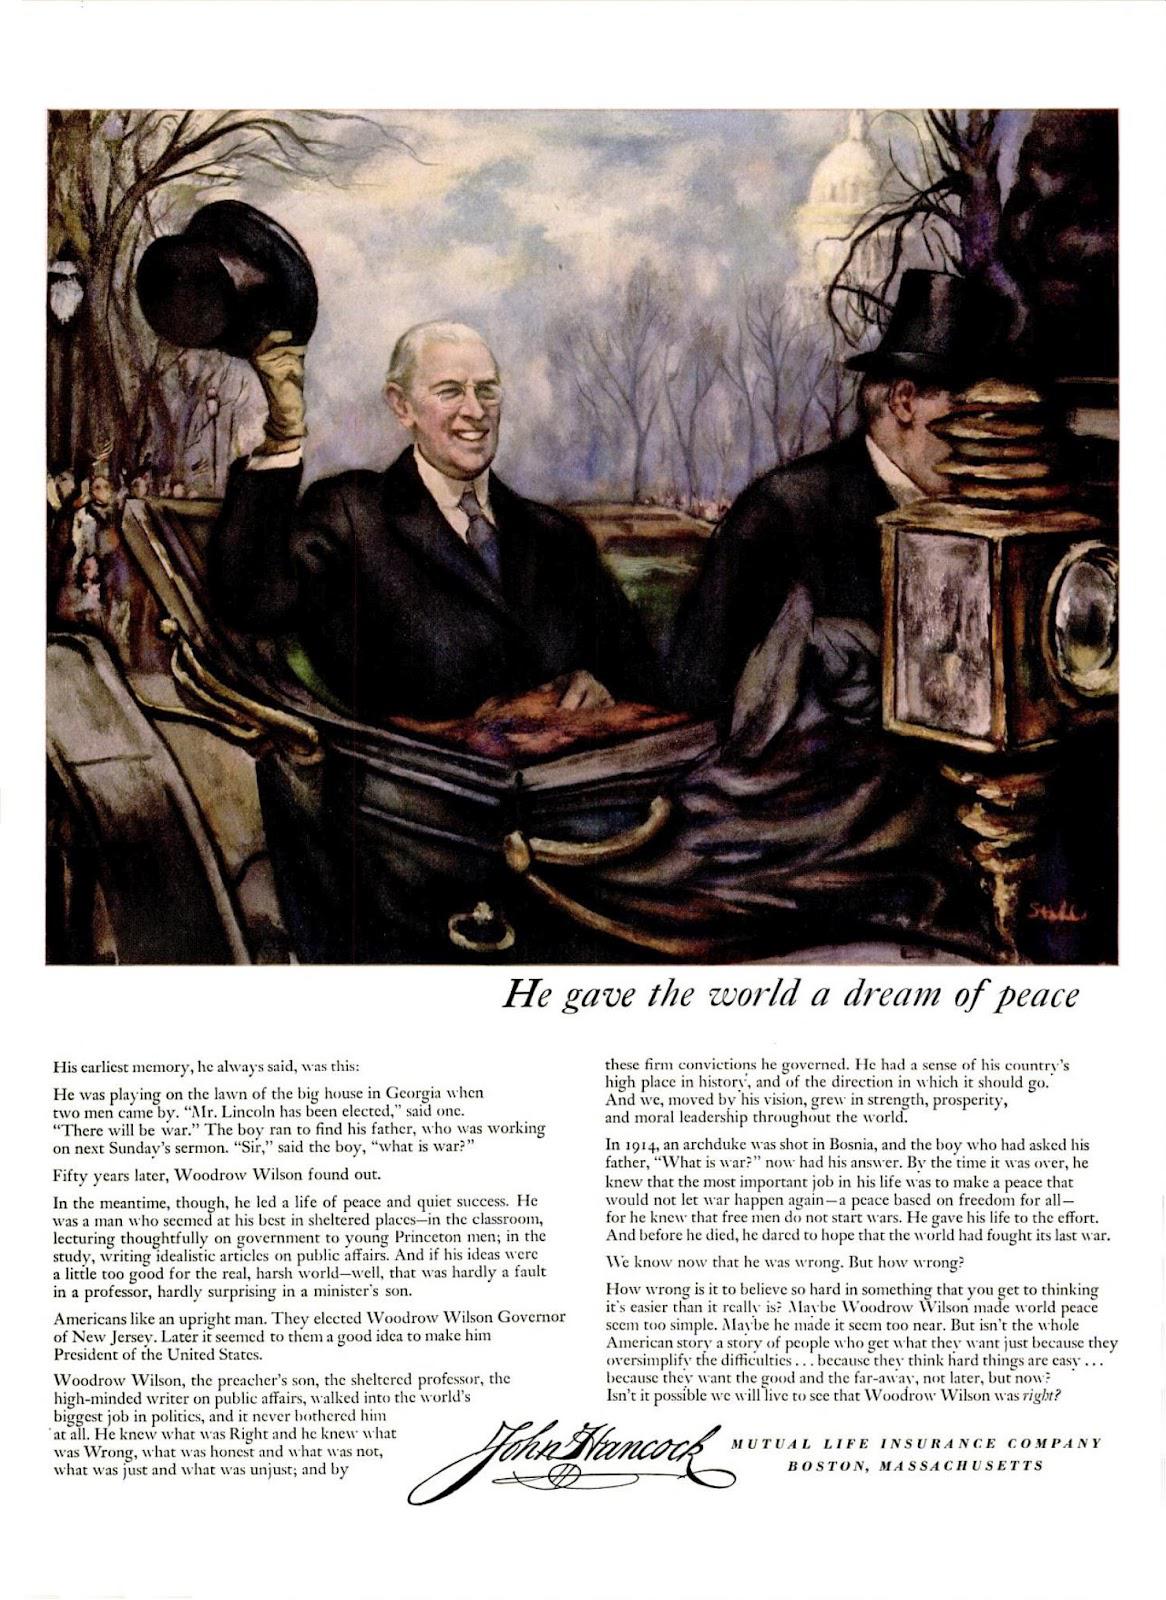 Stahl
He gave the world a dream of peace
His earliest memory, he always said, was this:
He was playing on the lawn of the big house in Georgia when
two men came by. “Mr. Lincoln has been elected,” said one.
“There will be war.” The boy ran to find his father, who was working
on next Sunday’s sermon. “Sir,” said the boy, “what is war?”
Fifty years later, Woodrow Wilson found out.
In the meantime, though, he led a life of peace and quiet success. He
was a man who seemed at his best in sheltered places—in the classroom,
lecturing thoughtfully on government to young Princeton men; in the
study, writing idealistic articles on public affairs. And if his ideas were
a little too good for the real, harsh world—well, that was hardly a fault
in a professor, hardly surprising in a minister’s son.
Americans like an upright man. They elected Woodrow Wilson Governor
of New Jersey. Later it seemed to them a good idea to make him
President of the United States.
Woodrow Wilson, the preacher’s son, the sheltered professor, the
high-minded writer on public affairs, walked into the world’s
biggest job in politics, and it never bothered him
at all. He knew what was Right and he knew what
was Wrong, what was honest and what was not,
what was just and what was unjust; and by
these firm convictions he governed. He had a sense of his country’s
high place in history, and of the direction in which it should go.
And we, moved by his vision, grew in strength, prosperity,
and moral leadership throughout the world.
In 1914, an archduke was shot in Bosnia, and the boy who had asked his
father, “What is war?” now had his answer. By the time it was over, he
knew that the most important job in his life was to make a peace that
would not let war happen again—a peace based on freedom for all—
for he knew that free men do not start wars. He gave his life to the effort.
And before he died, he dared to hope that the world had fought its last war.
We know now that he was wrong. But how wrong?
How wrong is it to believe so hard in something that you get to thinking
it’s easier than it really is? Maybe Woodrow Wilson made world peace
seem too simple. Maybe he made it seem too near. But isn’t the whole
American story a story of people who get what they want just because they
oversimplify the difficulties . . . because they think hard things are easy . . .
because they want the good and the far-away, not later, but now?
Isn’t it possible we will live to see that Woodrow Wilson was right?
John Hancock
MUTUAL LIFE INSURANCE COMPANY
BOSTON, MASSACHUSETTS